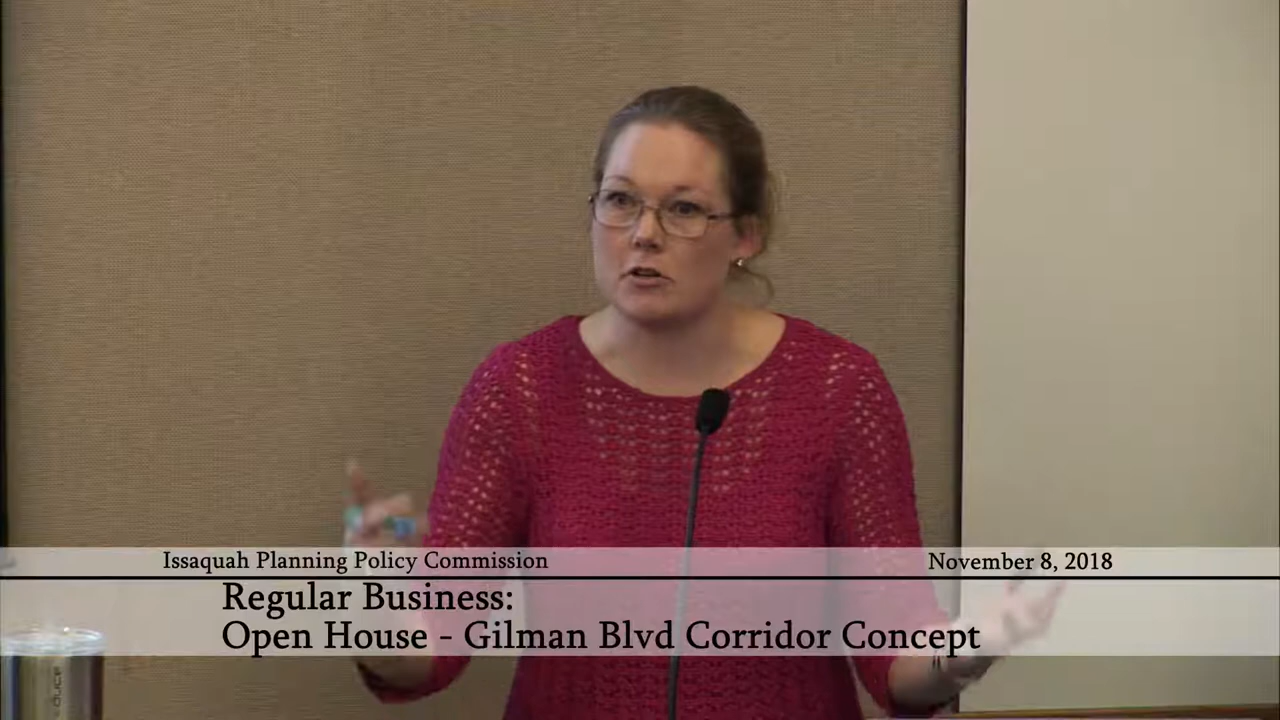 Issaquah Planning Policy Commission
November 8, 2018
Regular Business:
Open House - Gilman Blvd Corridor Concept